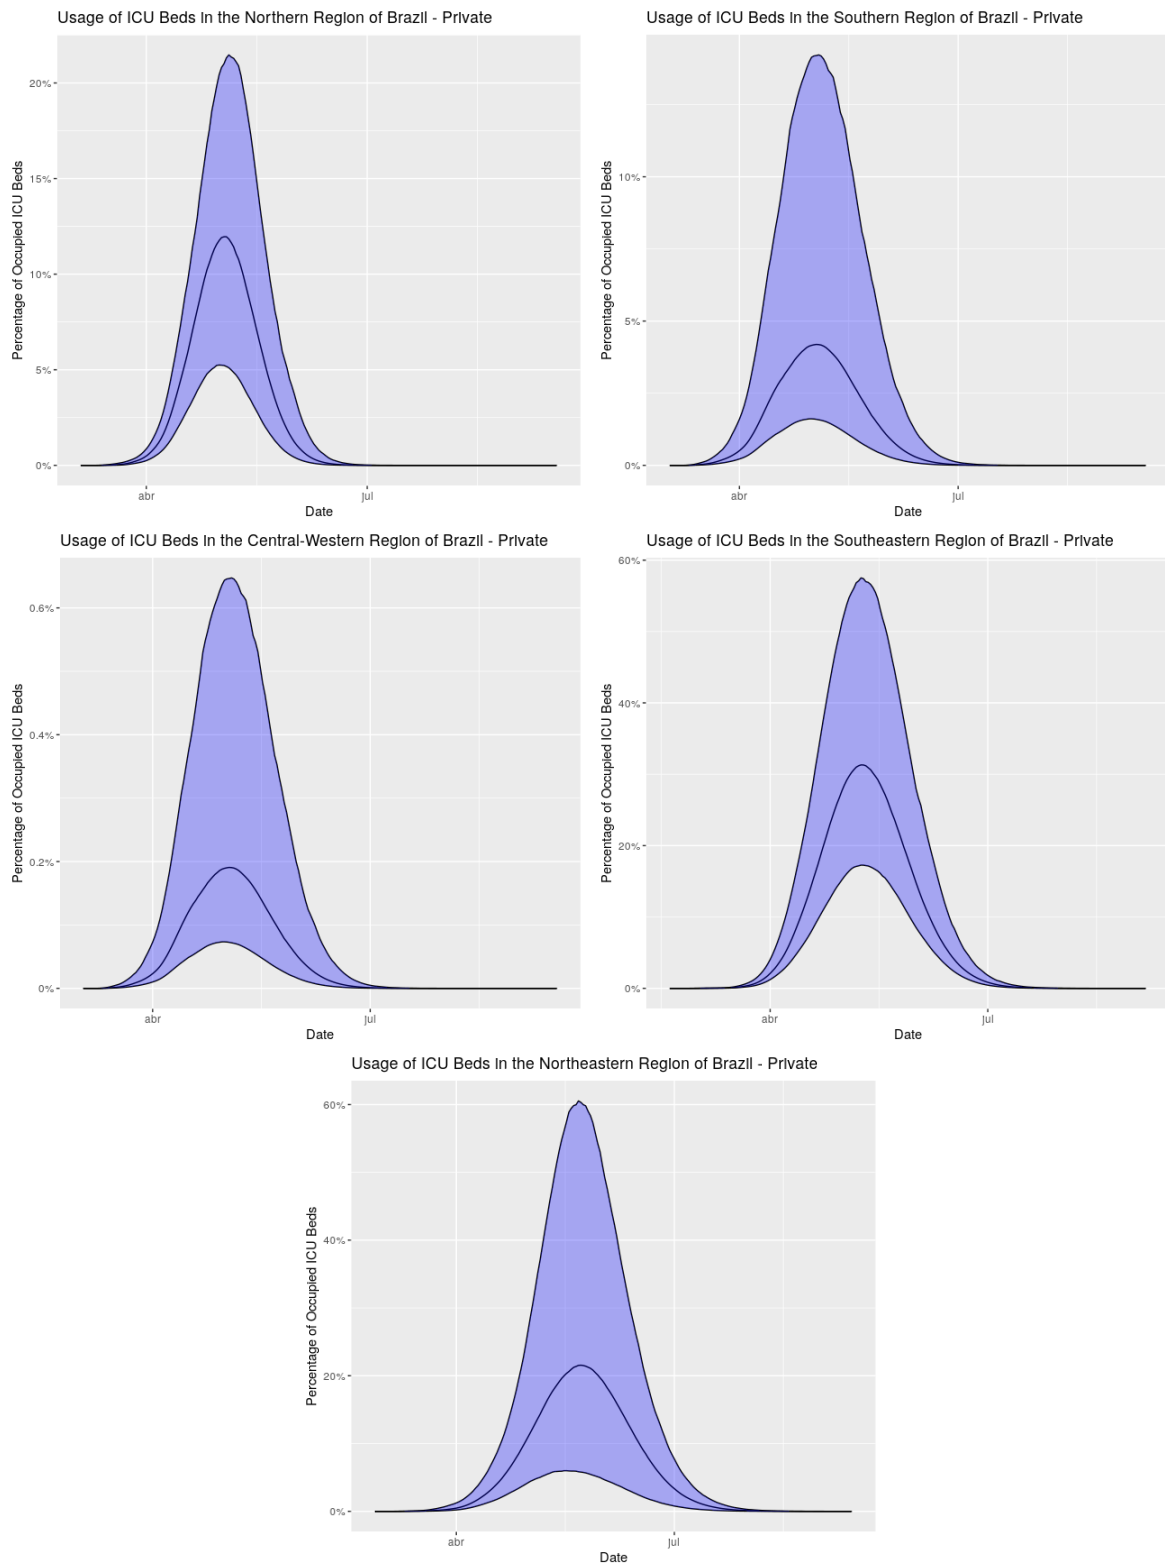 Usage of ICU Beds in the Northern Region of Brazil - Private
20%
15%
10%
5%
0%
Percentage of Occupied ICU Beds
abr
jul
Date
Usage of ICU Beds in the Southern Region of Brazil - Private
10%
5%
0%
Percentage of Occupied ICU Beds
abr
jul
Date
Usage of ICU Beds in the Central-Western Region of Brazil - Private
0.6%
0.4%
0.2%
0%
Percentage of Occupied ICU Beds
abr
jul
Date
Usage of ICU Beds in the Southeastern Region of Brazil - Private
60%
40%
20%
0%
Percentage of Occupied ICU Beds
abr
jul
Date
Usage of ICU Beds in the Northeastern Region of Brazil - Private
60%
40%
20%
0%
Percentage of Occupied ICU Beds
abr
jul
Date